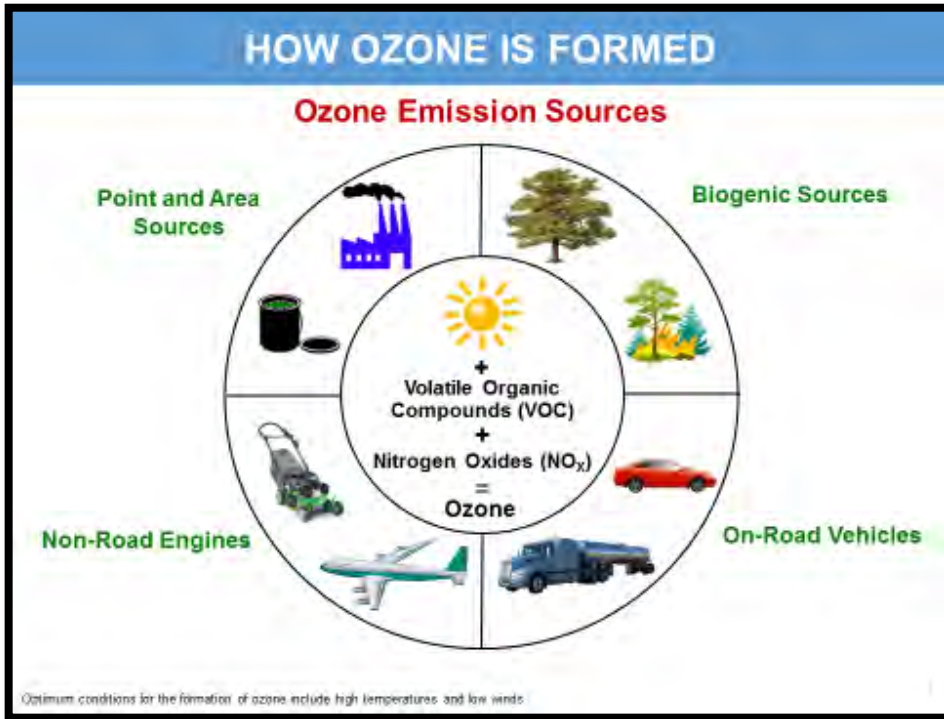 HOW OZONE IS FORMED
Ozone Emission Sources
Point and Area
Sources
Biogenic Sources
+
Volatile Organic
Compounds (VOC)
+
Nitrogen Oxides (NOx)
=
Ozone
Non-Road Engines
On-Road Vehicles
Optimum conditions for the formation of ozone include high temperatures and low winds